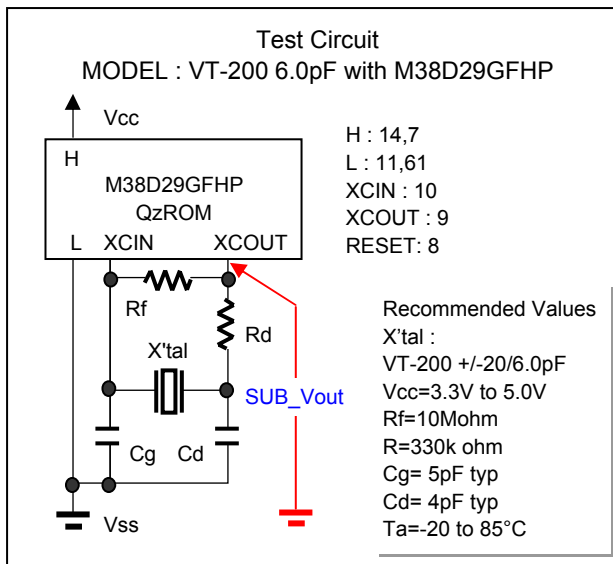 Test Circuit
MODEL : VT-200 6.0pF with M38D29GFHP
Vcc
H
M38D29GFHP
QzROM
L XCIN XCOUT
H : 14,7
L : 11,61
XCIN : 10
XCOUT : 9
RESET: 8
Rf
Rd
X'tal
SUB_Vout
Cg Cd
Vss
Recommended Values
X'tal :
VT-200 +/-20/6.0pF
Vcc=3.3V to 5.0V
Rf=10Mohm
R=330k ohm
Cg= 5pF typ
Cd= 4pF typ
Ta=-20 to 85°C